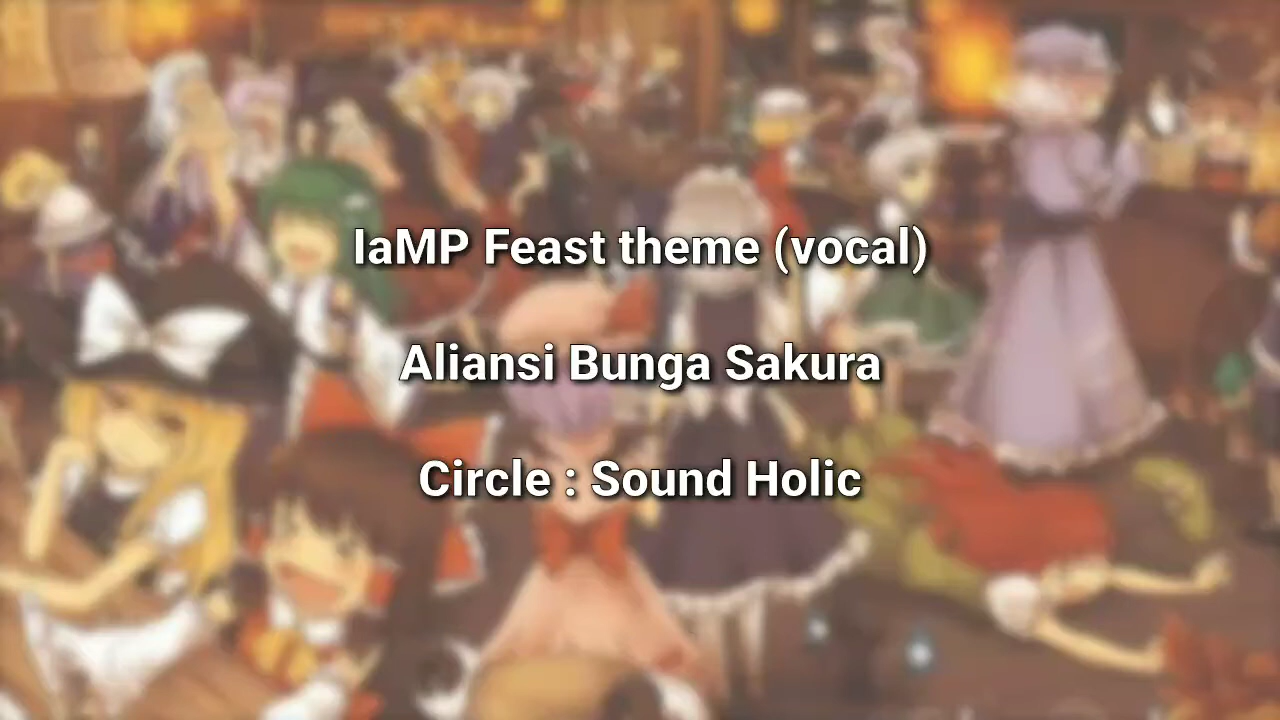 IaMP Feast theme (vocal)
Aliansi Bunga Sakura
Circle : Sound Holic